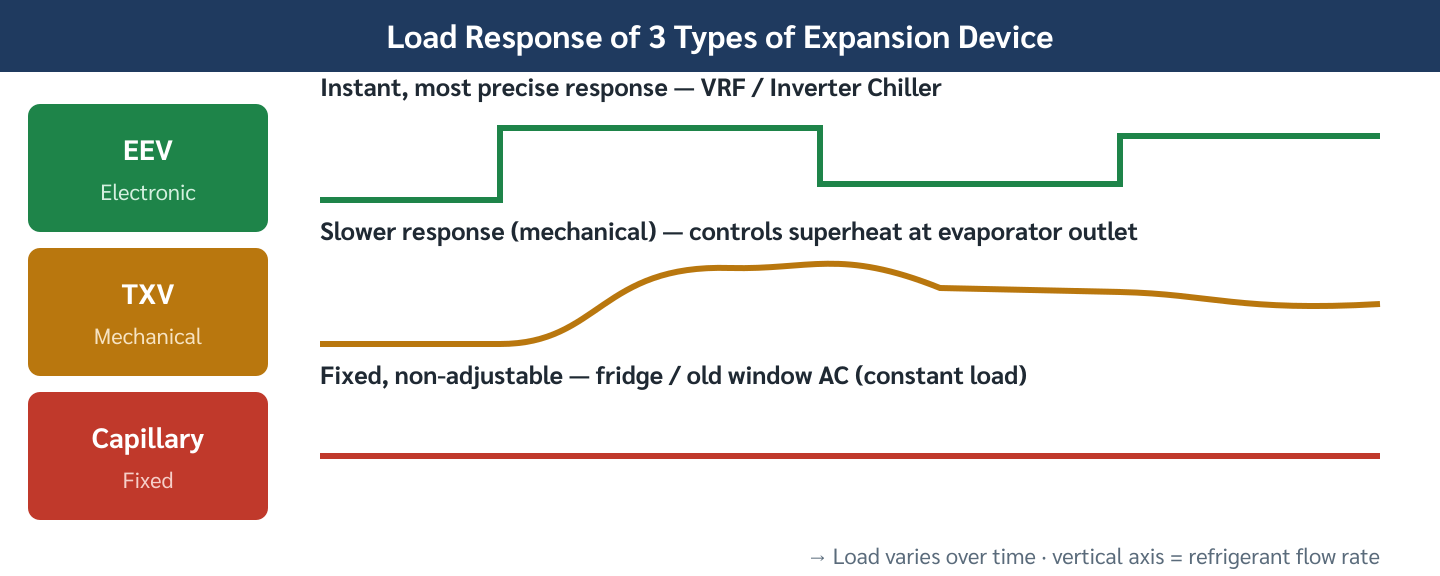 Load Response of 3 Types of Expansion Device
Instant, most precise response — VRF / Inverter Chiller
EEV
Electronic
Slower response (mechanical) — controls superheat at evaporator outlet
TXV
Mechanical
Fixed, non-adjustable — fridge / old window AC (constant load)
Capillary
Fixed
→ Load varies over time · vertical axis = refrigerant flow rate